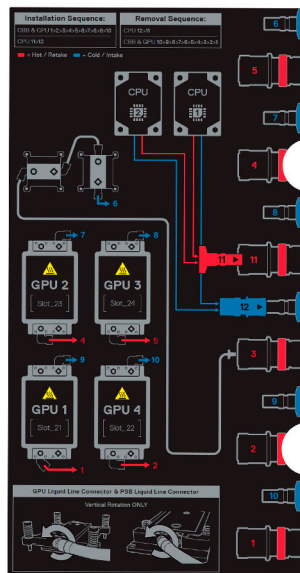 Installation Sequence:
CBB & GPU 1>2>3>4>5>6>7>8>9>10
CPU 11>12
Removal Sequence:
CPU 12>11
CBB & GPU 10>9>8>7>6>5>4>3>2>1
= Hot / Retake = Cold / Intake
6
5
CPU
2
CPU
1
7
4
6
8
7
8
11
11
GPU 2
Slot_23
GPU 3
Slot_24
12
4
5
3
9
10
9
GPU 1
Slot_21
GPU 4
Slot_22
2
1
2
10
GPU Liquid Line Connector & PSB Liquid Line Connector
Vertical Rotation ONLY
1